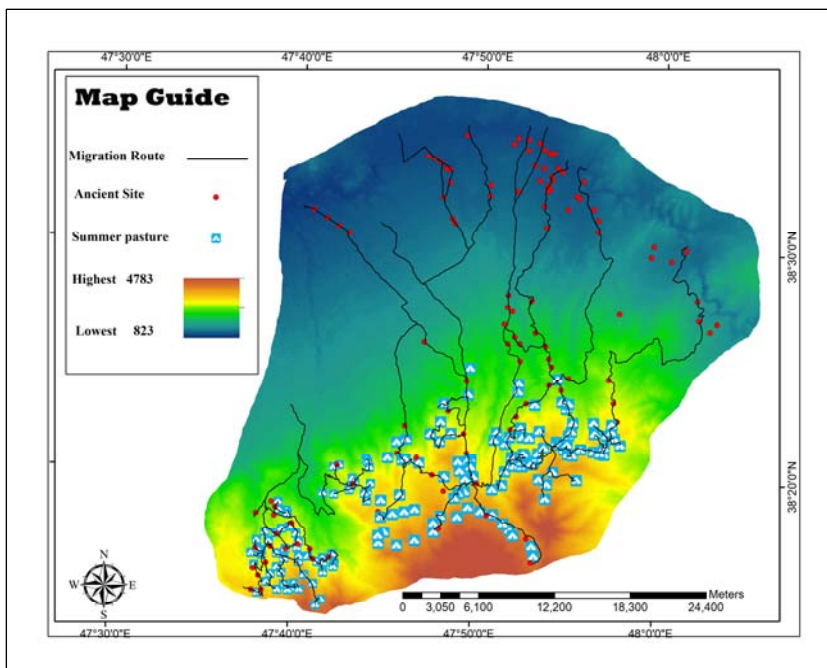 47°30'0"E 47°40'0"E 47°50'0"E 48°0'0"E
Map Guide
Migration Route
Ancient Site
Summer pasture
Highest 4783
Lowest 823
38°30'0"N
38°20'0"N
N
W E
S
Meters
0 3,050 6,100 12,200 18,300 24,400
47°30'0"E 47°40'0"E 47°50'0"E 48°0'0"E